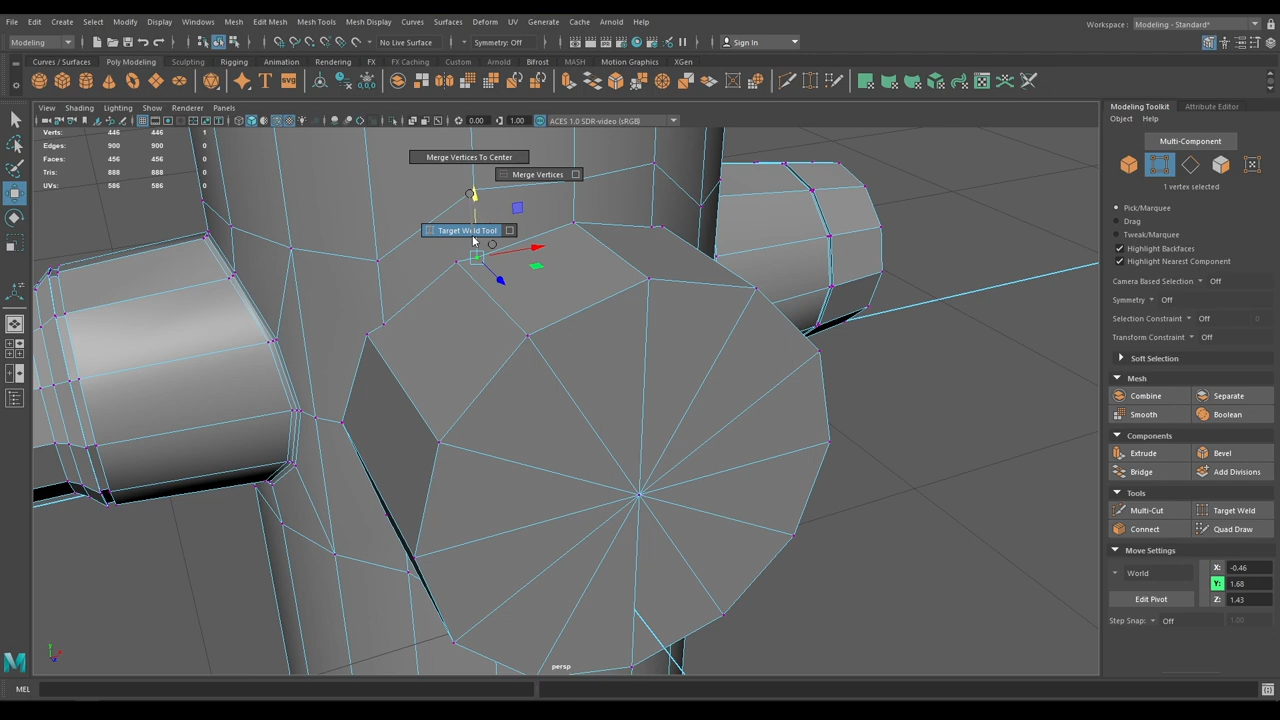 File Edit Create Select Modify Display Windows Mesh Edit Mesh Mesh Tools Mesh Display Curves Surfaces Deform UV Generate Cache Arnold Help
Workspace : Modeling - Standard*
Modeling No Live Surface Symmetry: Off Sign In
Curves / Surfaces Poly Modeling Sculpting Rigging Animation Rendering FX FX Caching Custom Arnold Bifrost MASH Motion Graphics XGen
View Shading Lighting Show Renderer Panels
0.00 1.00 ACES 1.0 SDR-video (sRGB)
Verts: 446 446 1
Edges: 900 900 0
Faces: 456 456 0
Tris: 888 888 0
UVs: 586 586 0
Merge Vertices To Center
Merge Vertices
Target Weld Tool
persp
Modeling Toolkit Attribute Editor
Object Help
Multi-Component
1 vertex selected
Pick/Marquee
Drag
Tweak/Marquee
Highlight Backfaces
Highlight Nearest Component
Camera Based Selection Off
Symmetry Off
Selection Constraint Off
Transform Constraint Off
Soft Selection
Mesh
Combine Separate
Smooth Boolean
Components
Extrude Bevel
Bridge Add Divisions
Tools
Multi-Cut Target Weld
Connect Quad Draw
Move Settings
World X: -0.46
Y: 1.68
Edit Pivot Z: 1.43
Step Snap: Off 1.00
MEL